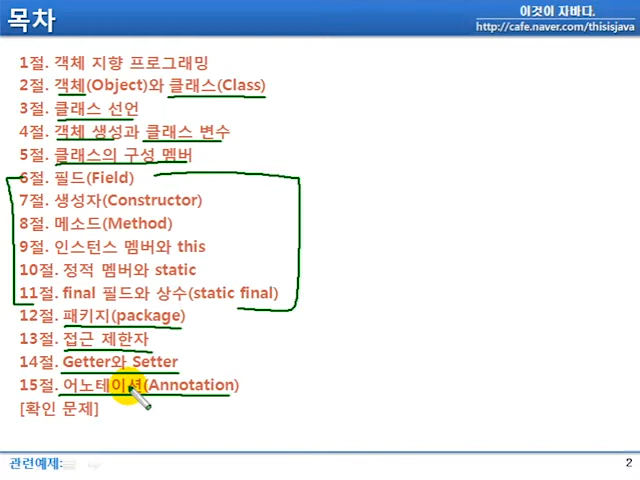 목차
이것이 자바다.
http://cafe.naver.com/thisisjava
1절. 객체 지향 프로그래밍
2절. 객체(Object)와 클래스(Class)
3절. 클래스 선언
4절. 객체 생성과 클래스 변수
5절. 클래스의 구성 멤버
6절. 필드(Field)
7절. 생성자(Constructor)
8절. 메소드(Method)
9절. 인스턴스 멤버와 this
10절. 정적 멤버와 static
11절. final 필드와 상수(static final)
12절. 패키지(package)
13절. 접근 제한자
14절. Getter와 Setter
15절. 어노테이션(Annotation)
[확인 문제]
관련예제:
2